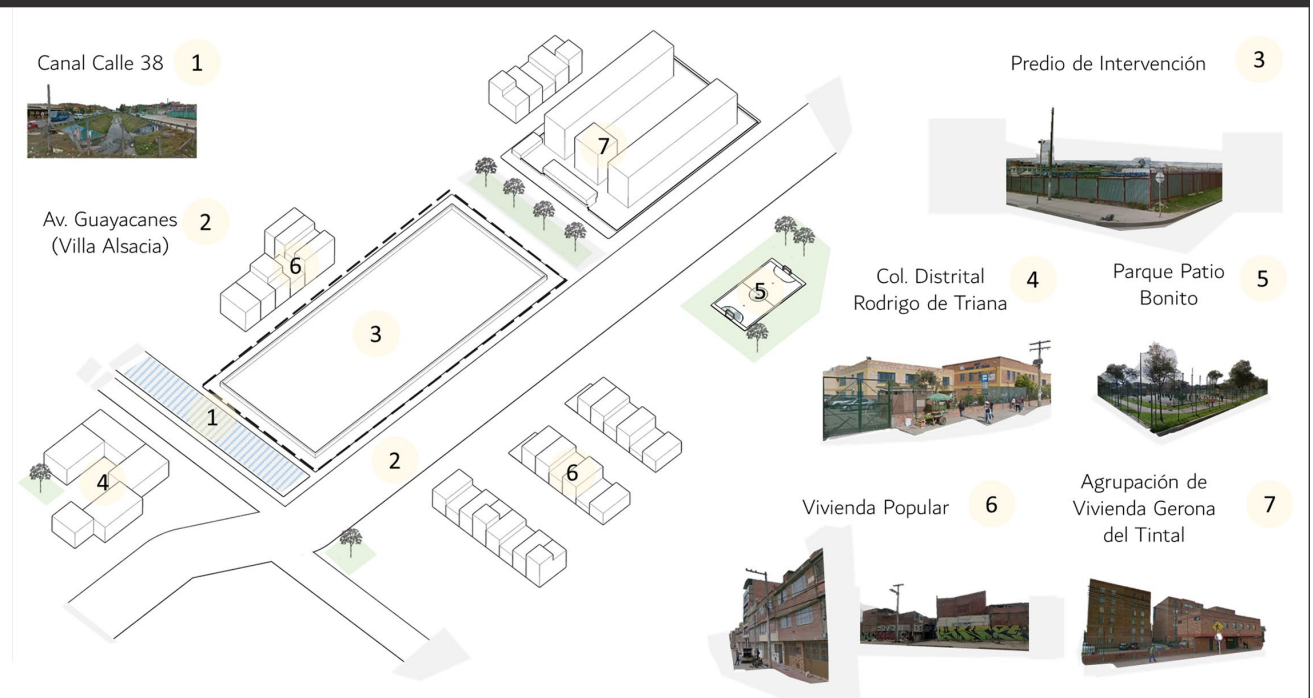 Canal Calle 38 1
Av. Guayacanes 2
(Villa Alsacia)
Predio de Intervención 3
Col. Distrital 4
Rodrigo de Triana
Parque Patio 5
Bonito
Vivienda Popular 6
Agrupación de
Vivienda Gerona 7
del Tintal
7
6
5
3
1
2
4
6